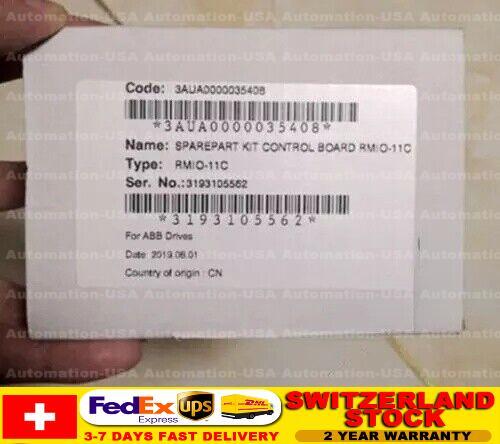 Code: 3AUA0000035408
*3AUA0000035408*
Name: SPAREPART KIT CONTROL BOARD RMIO-11C
Type: RMIO-11C
Ser. No.:3193105562
*3193105562*
For ABB Drives
Date: 2019.06.01
Country of origin : CN
Automation-USA
FedEx
Express
ups
DHL
3-7 DAYS FAST DELIVERY
SWITZERLAND
STOCK
2 YEAR WARRANTY